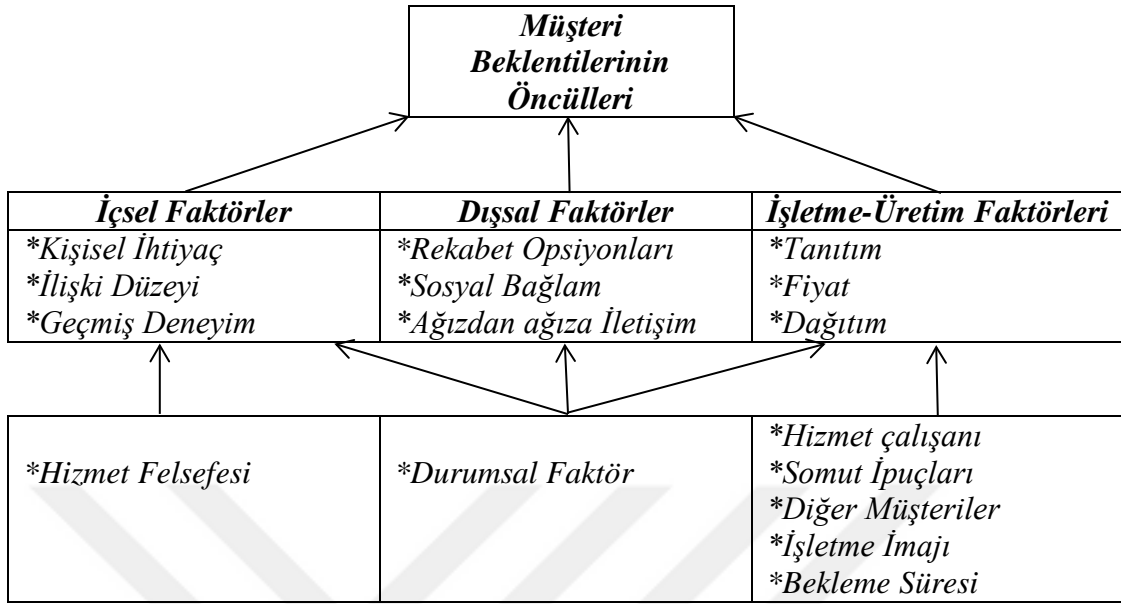 Müşteri
Beklentilerinin
Öncülleri
İçsel Faktörler
*Kişisel İhtiyaç
*İlişki Düzeyi
*Geçmiş Deneyim
Dışsal Faktörler
*Rekabet Opsiyonları
*Sosyal Bağlam
*Ağızdan ağıza İletişim
İşletme-Üretim Faktörleri
*Tanıtım
*Fiyat
*Dağıtım
*Hizmet Felsefesi
*Durumsal Faktör
*Hizmet çalışanı
*Somut İpuçları
*Diğer Müşteriler
*İşletme İmajı
*Bekleme Süresi